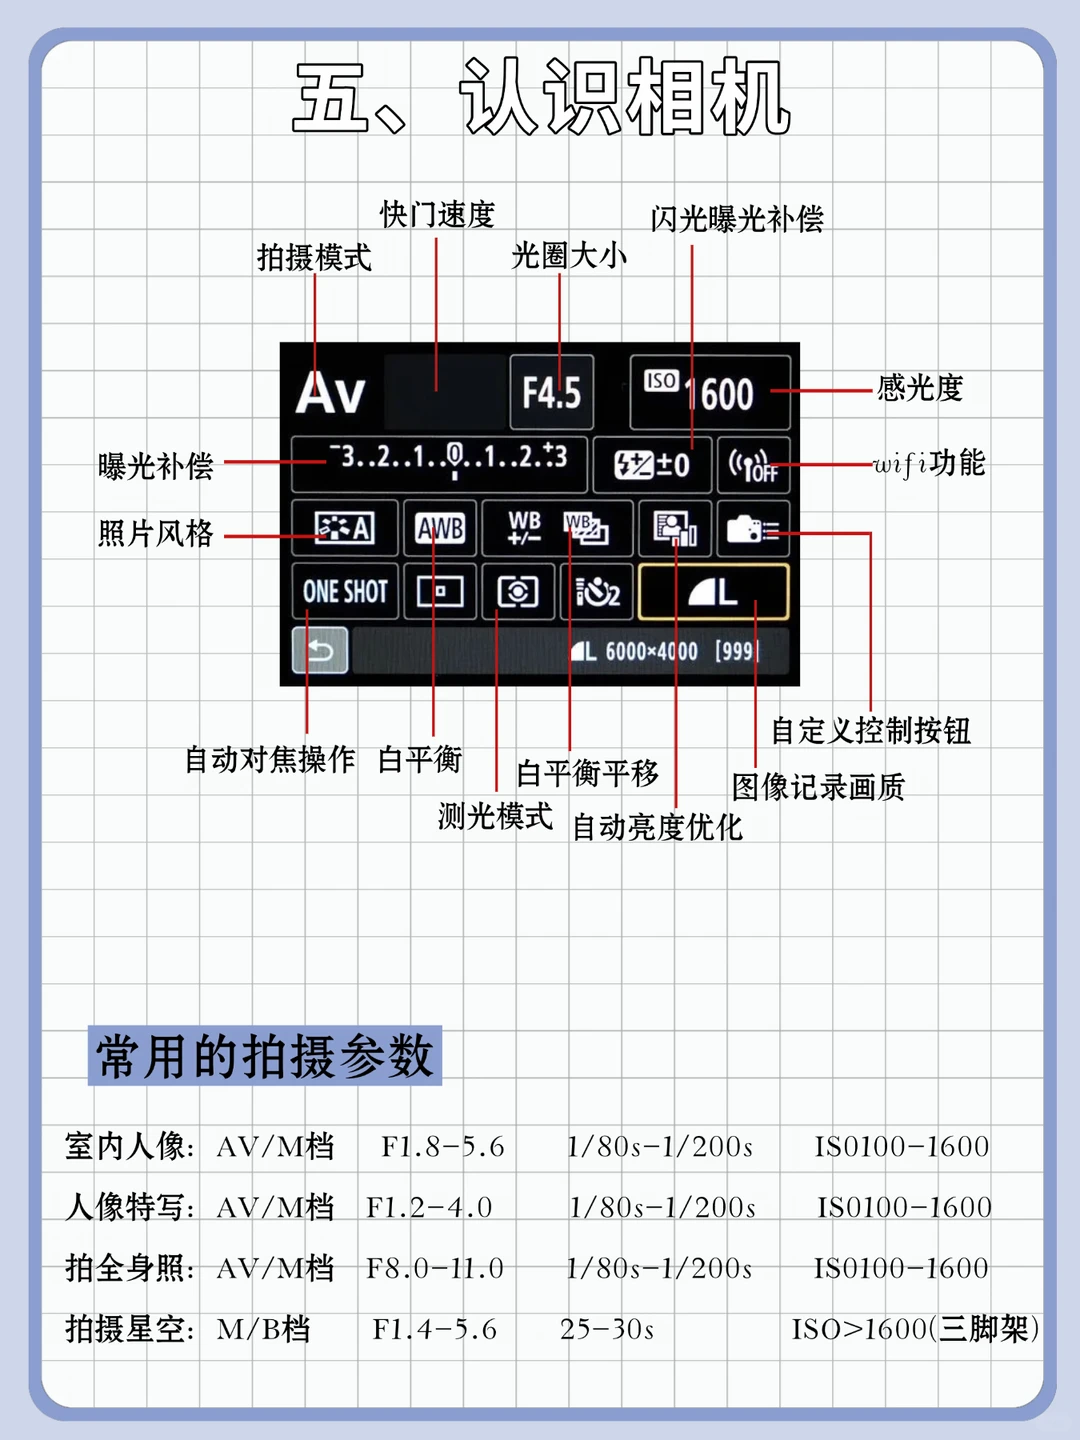 五、认识相机
快门速度
闪光曝光补偿
拍摄模式
光圈大小
Av
F4.5
ISO 1600
感光度
曝光补偿
-3..2..1..0..1..2.:+3
±0
OFF
wifi功能
照片风格
A
AWB
WB +/-
WB
ONE SHOT
2
L
L 6000×4000 [999]
自定义控制按钮
自动对焦操作
白平衡
白平衡平移
图像记录画质
测光模式
自动亮度优化
常用的拍摄参数
室内人像: AV/M档 F1.8-5.6 1/80s-1/200s IS0100-1600
人像特写: AV/M档 F1.2-4.0 1/80s-1/200s IS0100-1600
拍全身照: AV/M档 F8.0-11.0 1/80s-1/200s IS0100-1600
拍摄星空: M/B档 F1.4-5.6 25-30s ISO>1600(三脚架)